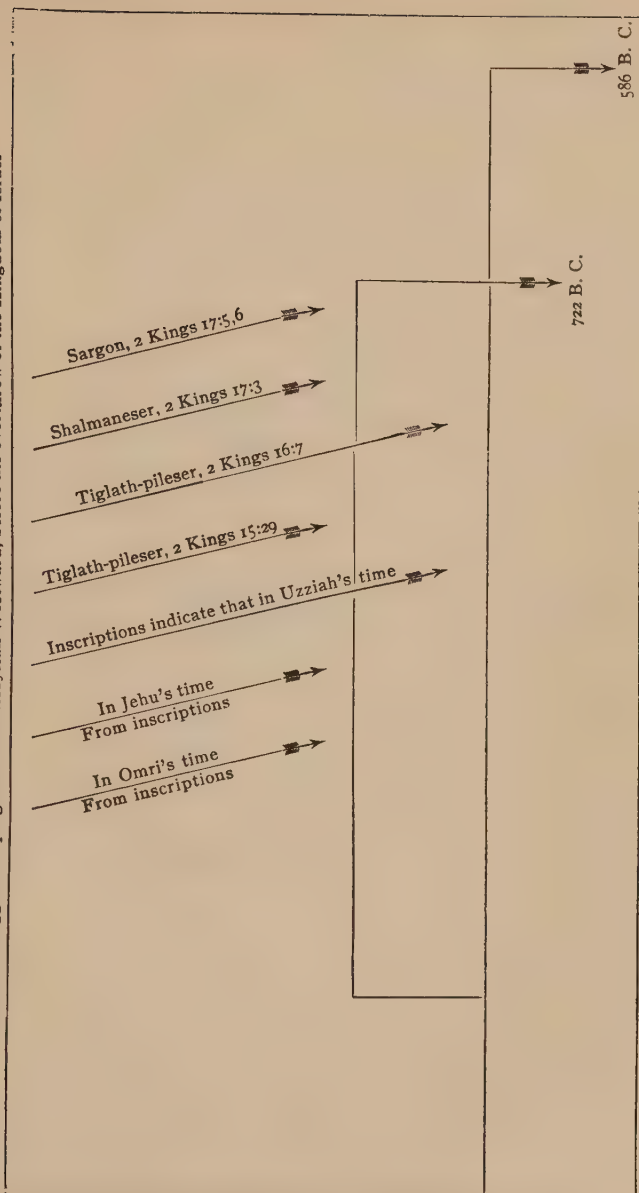 586 B. C.
722 B. C.
Sargon, 2 Kings 17:5,6
Shalmaneser, 2 Kings 17:3
Tiglath-pileser, 2 Kings 16:7
Tiglath-pileser, 2 Kings 15:29
Inscriptions indicate that in Uzziah's time
In Jehu's time
From inscriptions
In Omri's time
From inscriptions